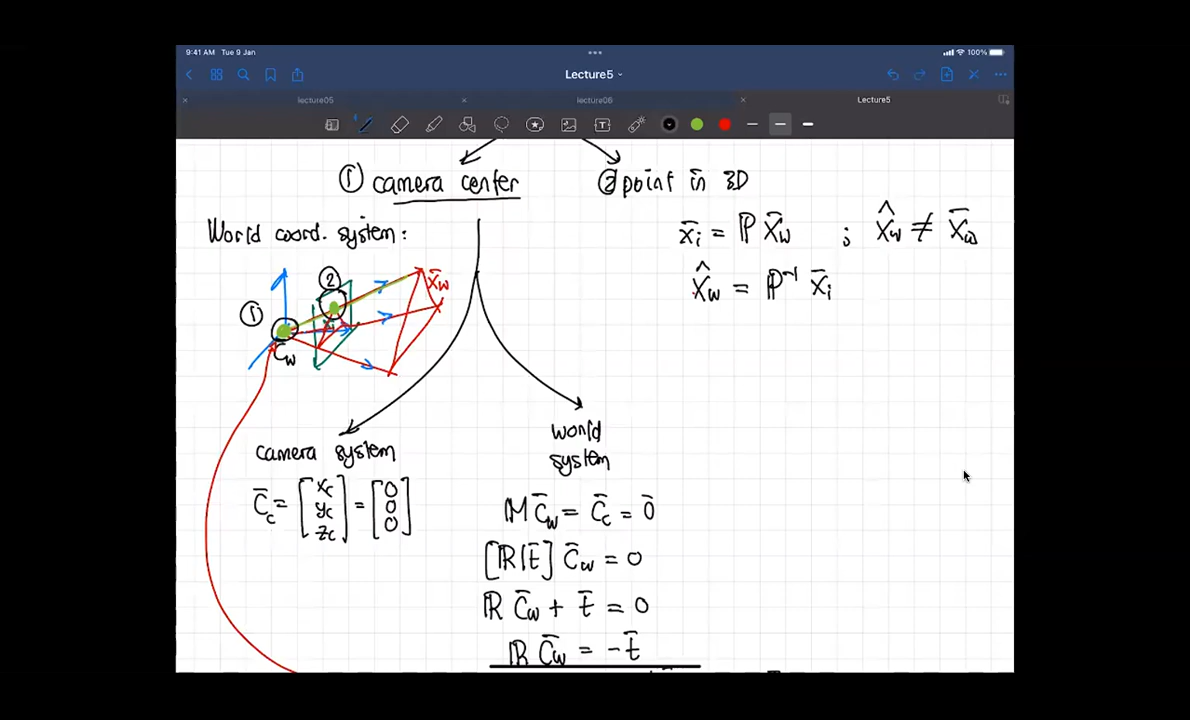 9:41 AM Tue 9 Jan
100%
Lecture5
lecture05
lecture06
Lecture5
① camera center
② point in 3D
World coord. system:
x̄ᵢ = ℙ X̄w ; X̂w ≠ X̄w
X̂w = ℙ⁻¹ x̄ᵢ
②
X̄w
①
C̄w
camera system
world
system
C̄c = [xc yc zc] = [0 0 0]
𝕄 C̄w = C̄c = 0̄
[ℝ|t̄] C̄w = 0
ℝ C̄w + t̄ = 0
ℝ C̄w = -t̄